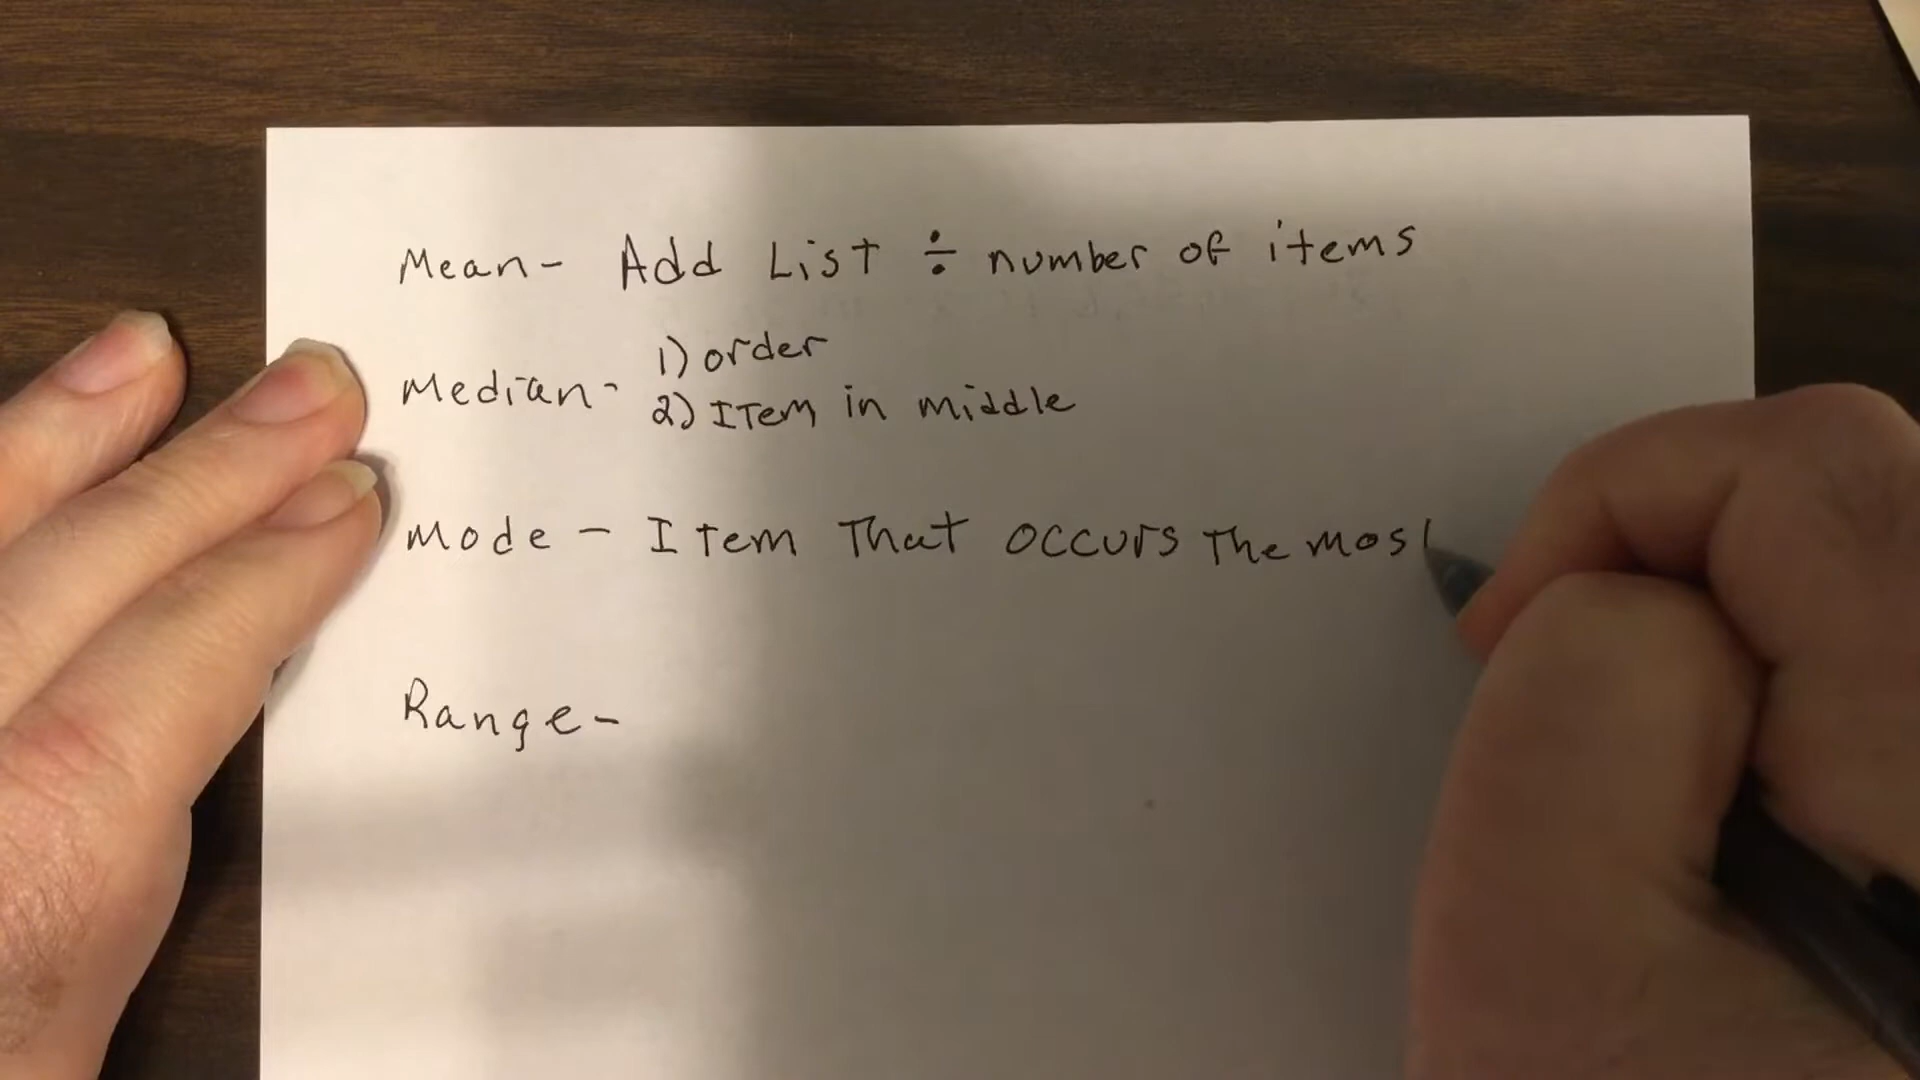 Mean- Add List ÷ number of items
Median- 1) order
2) Item in middle
Mode - Item That occurs The mos
Range-